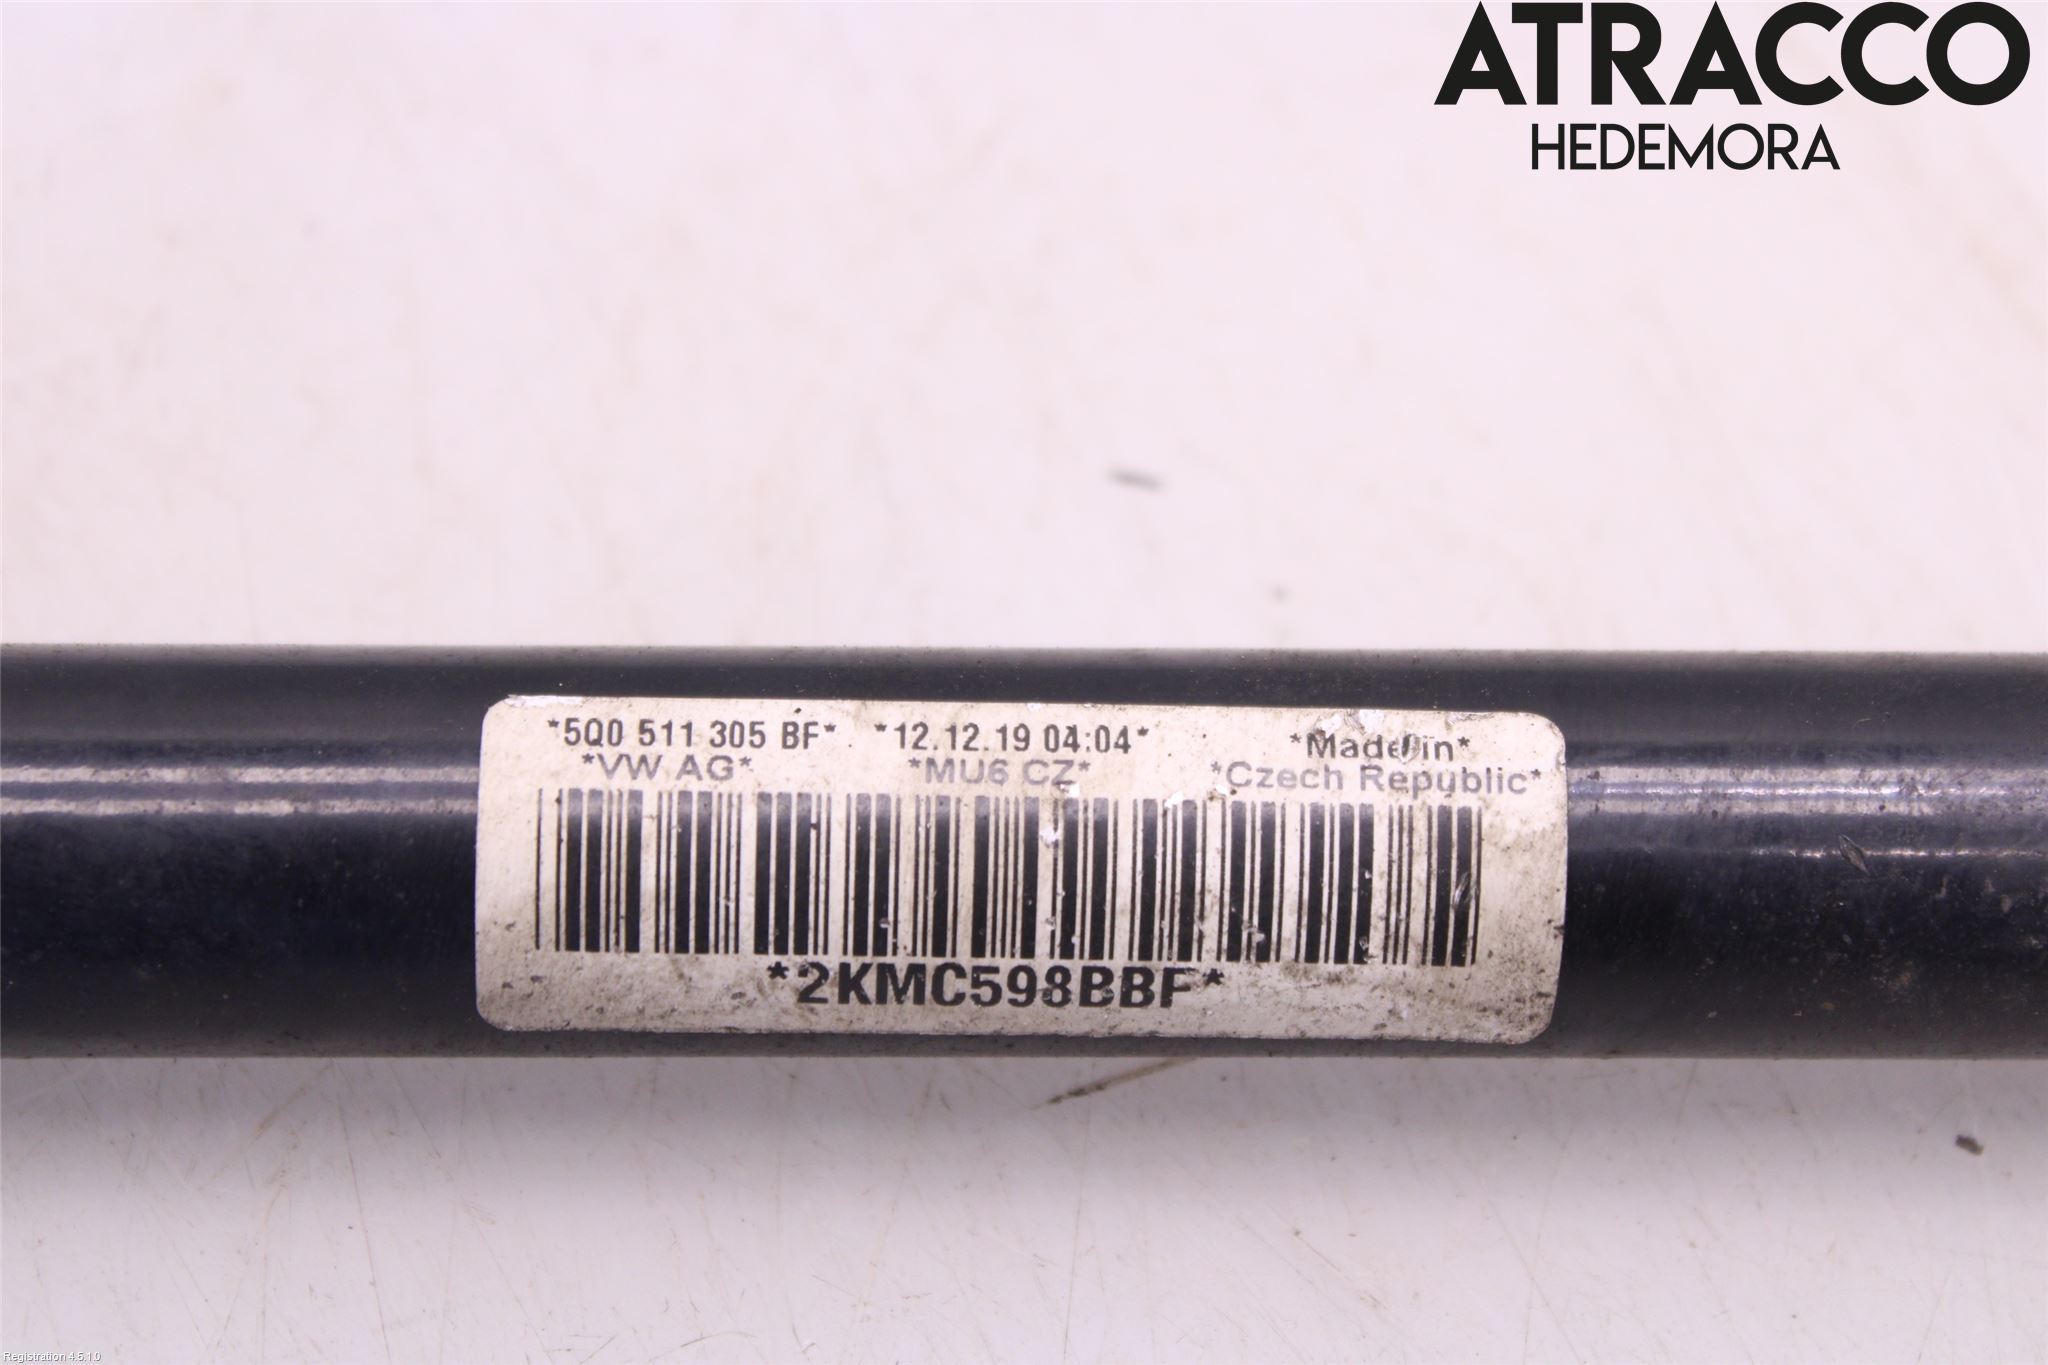 ATRACCO
HEDEMORA
*5Q0 511 305 BF* *12.12.19 04:04* *Made in*
*VW AG* *MU6 CZ* *Czech Republic*
*2KMC598BBF*
Registration 4.5.1.0